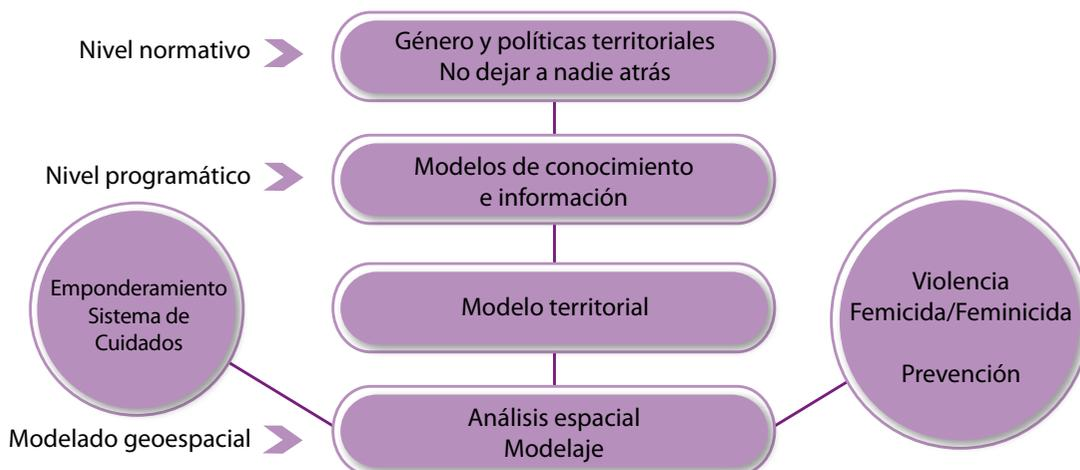 Nivel normativo
Género y políticas territoriales
No dejar a nadie atrás
Nivel programático
Modelos de conocimiento
e información
Emponderamiento
Sistema de
Cuidados
Modelo territorial
Violencia
Femicida/Feminicida
Prevención
Modelado geoespacial
Análisis espacial
Modelaje